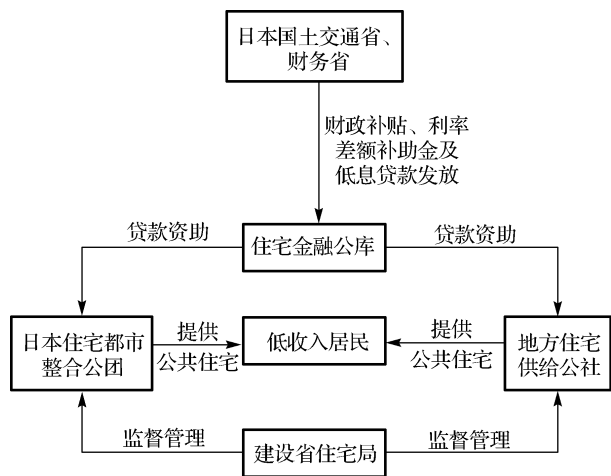 日本国土交通省、
财务省
财政补贴、利率
差额补助金及
低息贷款发放
贷款资助
住宅金融公库
贷款资助
日本住宅都市
整合公团
提供
公共住宅
低收入居民
提供
公共住宅
地方住宅
供给公社
监督管理
建设省住宅局
监督管理